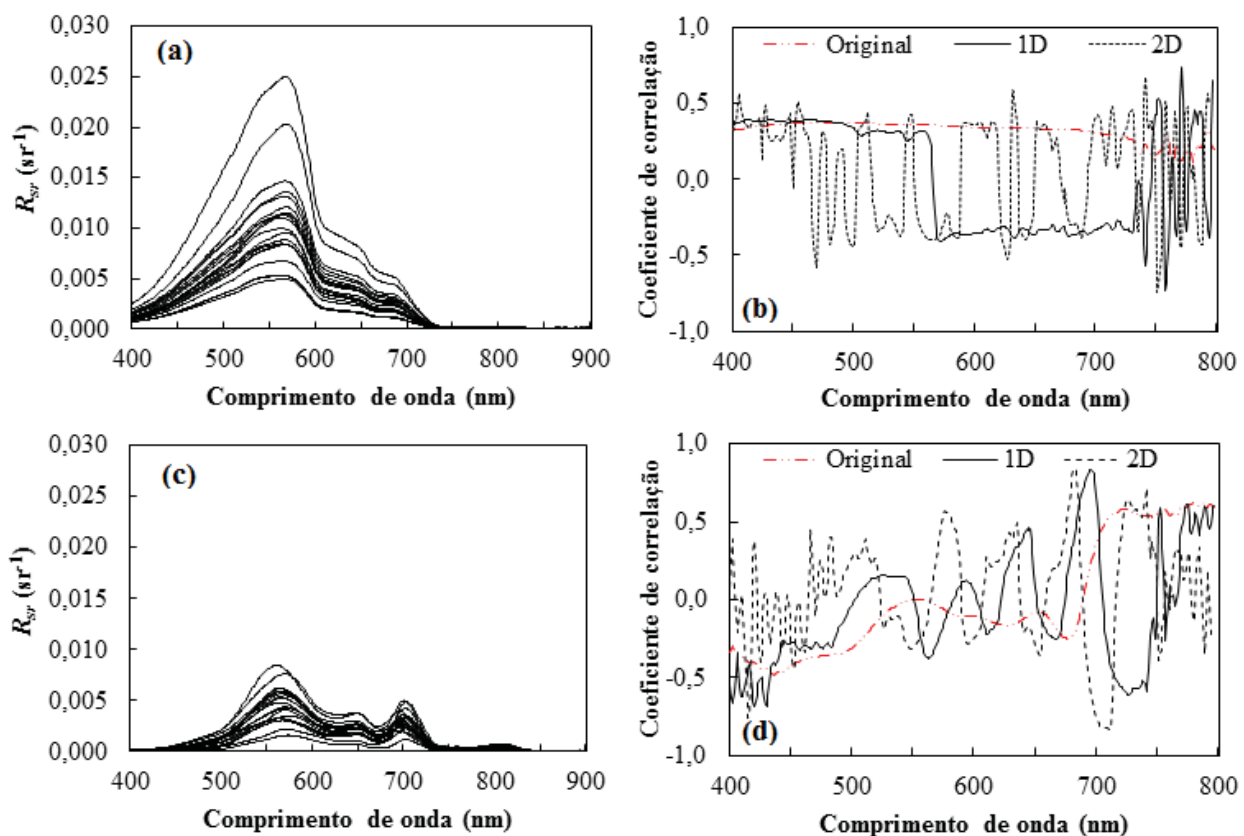 (a)
R_sr (sr⁻¹)
0,030
0,025
0,020
0,015
0,010
0,005
0,000
400 500 600 700 800 900
Comprimento de onda (nm)
(b)
Coeficiente de correlação
Original 1D 2D
1,0
0,5
0,0
-0,5
-1,0
400 500 600 700 800
Comprimento de onda (nm)
(c)
R_sr (sr⁻¹)
0,030
0,025
0,020
0,015
0,010
0,005
0,000
400 500 600 700 800 900
Comprimento de onda (nm)
(d)
Coeficiente de correlação
Original 1D 2D
1,0
0,5
0,0
-0,5
-1,0
400 500 600 700 800
Comprimento de onda (nm)